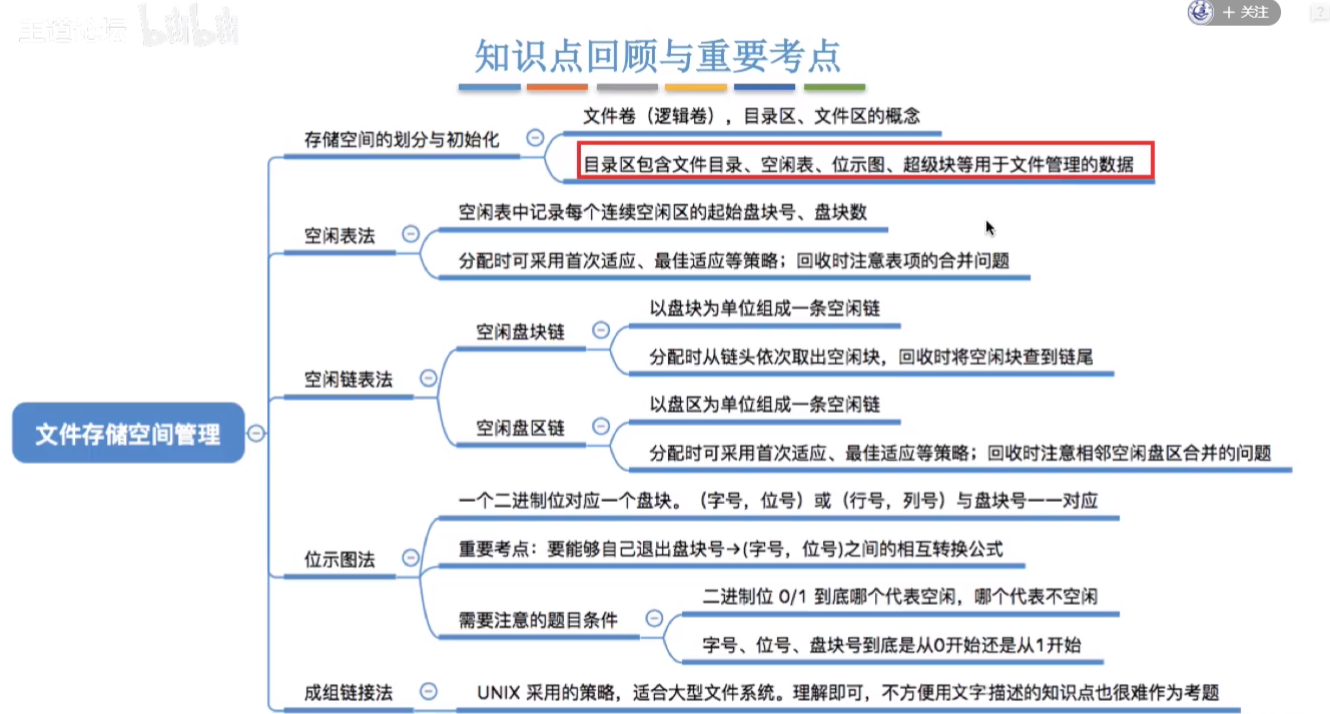 王道论坛 bilibili
+ 关注
?
知识点回顾与重要考点
文件卷（逻辑卷），目录区、文件区的概念
存储空间的划分与初始化
目录区包含文件目录、空闲表、位示图、超级块等用于文件管理的数据
空闲表中记录每个连续空闲区的起始盘块号、盘块数
空闲表法
分配时可采用首次适应、最佳适应等策略；回收时注意表项的合并问题
以盘块为单位组成一条空闲链
空闲盘块链
分配时从链头依次取出空闲块，回收时将空闲块查到链尾
空闲链表法
以盘区为单位组成一条空闲链
空闲盘区链
分配时可采用首次适应、最佳适应等策略；回收时注意相邻空闲盘区合并的问题
文件存储空间管理
一个二进制位对应一个盘块。（字号，位号）或（行号，列号）与盘块号一一对应
位示图法
重要考点：要能够自己退出盘块号→(字号，位号)之间的相互转换公式
二进制位 0/1 到底哪个代表空闲，哪个代表不空闲
需要注意的题目条件
字号、位号、盘块号到底是从0开始还是从1开始
成组链接法
UNIX 采用的策略，适合大型文件系统。理解即可，不方便用文字描述的知识点也很难作为考题